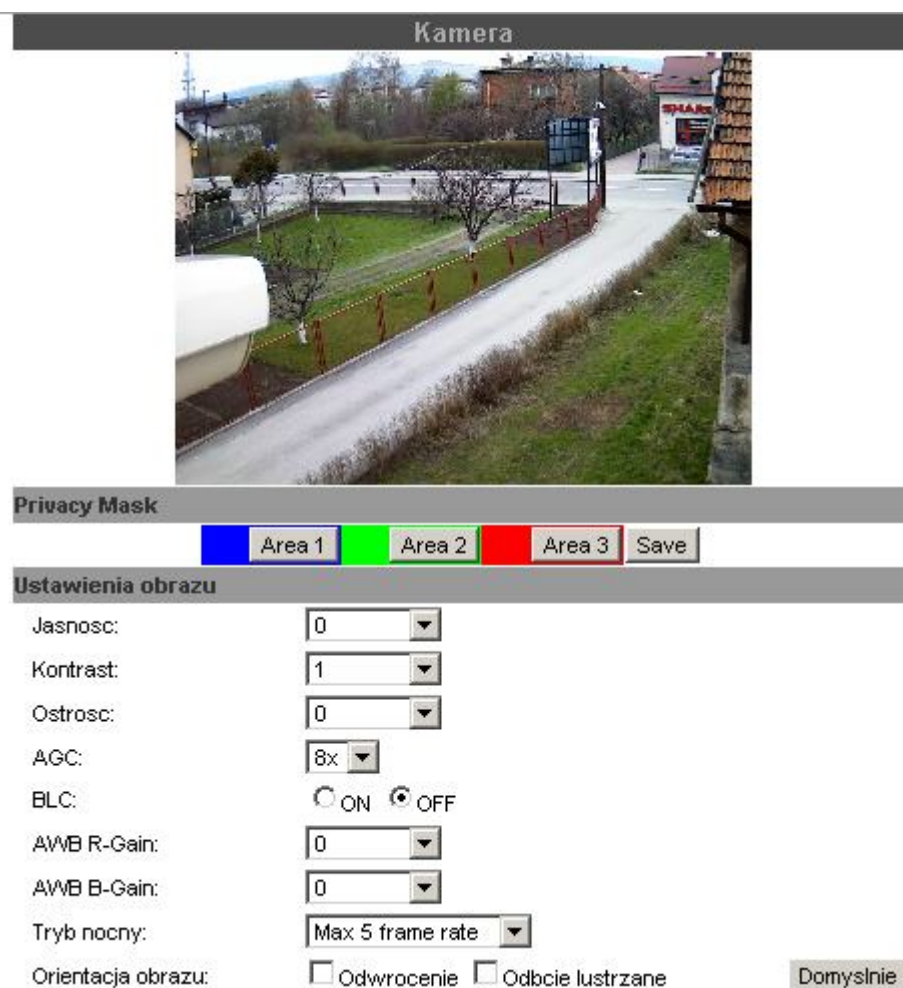 Kamera
Privacy Mask
Area 1 Area 2 Area 3 Save
Ustawienia obrazu
Jasnosc: 0
Kontrast: 1
Ostrosc: 0
AGC: 8x
BLC: ON OFF
AWB R-Gain: 0
AWB B-Gain: 0
Tryb nocny: Max 5 frame rate
Orientacja obrazu: Odwrocenie Odbcie lustrzane Domyslnie